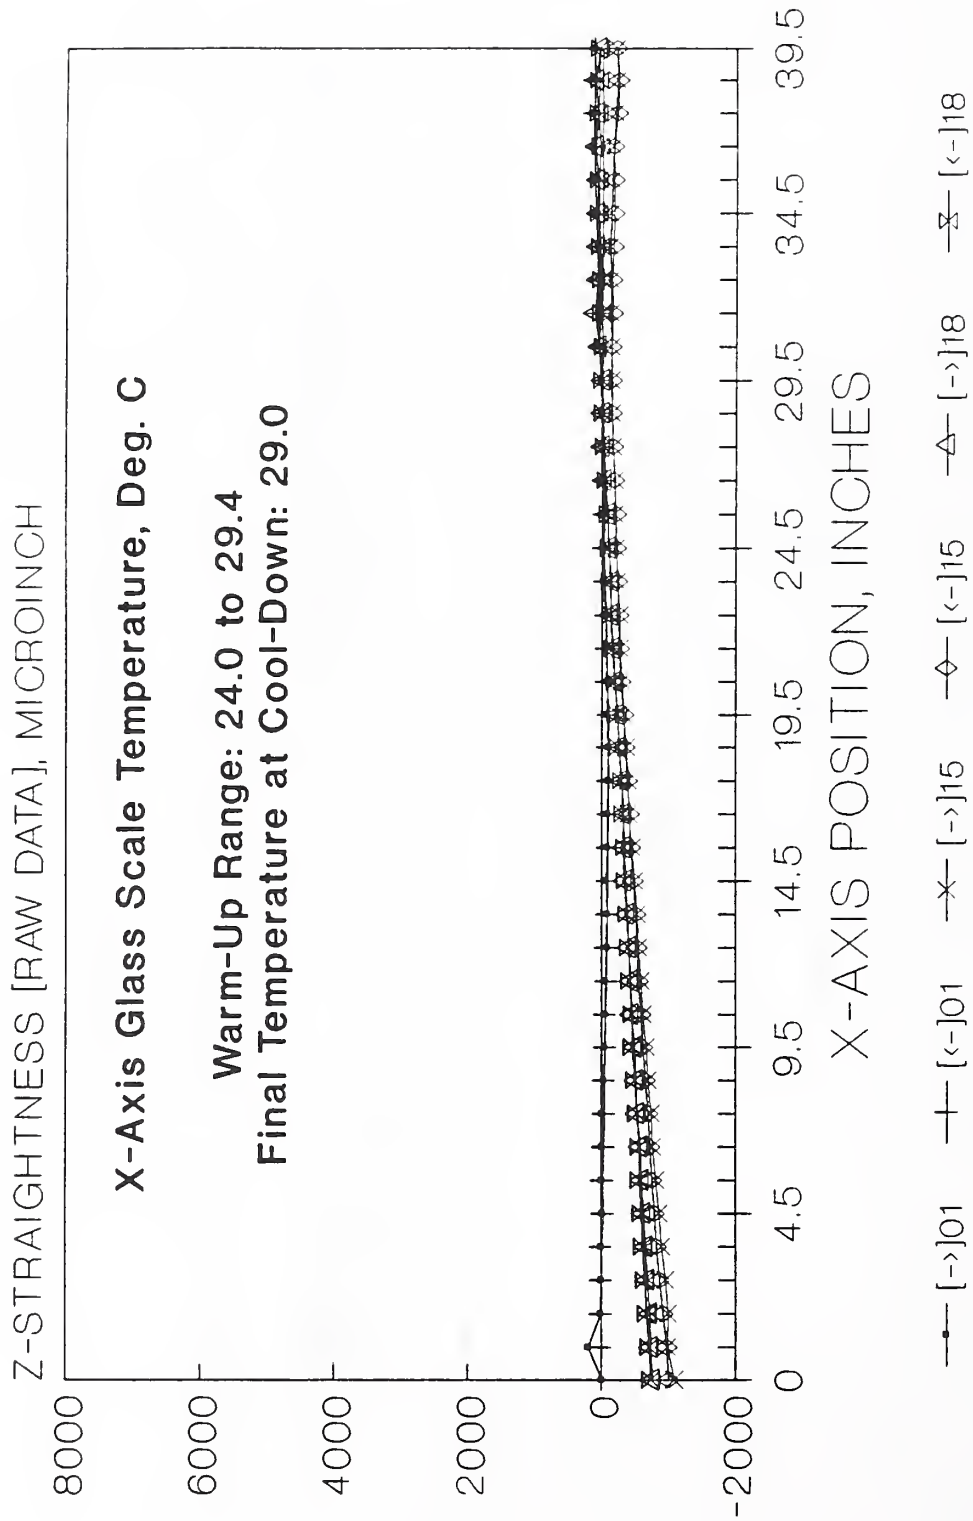 Z-STRAIGHTNESS [RAW DATA], MICROINCH
8000
6000
4000
2000
0
-2000
X-Axis Glass Scale Temperature, Deg. C
Warm-Up Range: 24.0 to 29.4
Final Temperature at Cool-Down: 29.0
0 4.5 9.5 14.5 19.5 24.5 29.5 34.5 39.5
X-AXIS POSITION, INCHES
[->]01 [<-]01 [->]15 [<-]15 [->]18 [<-]18